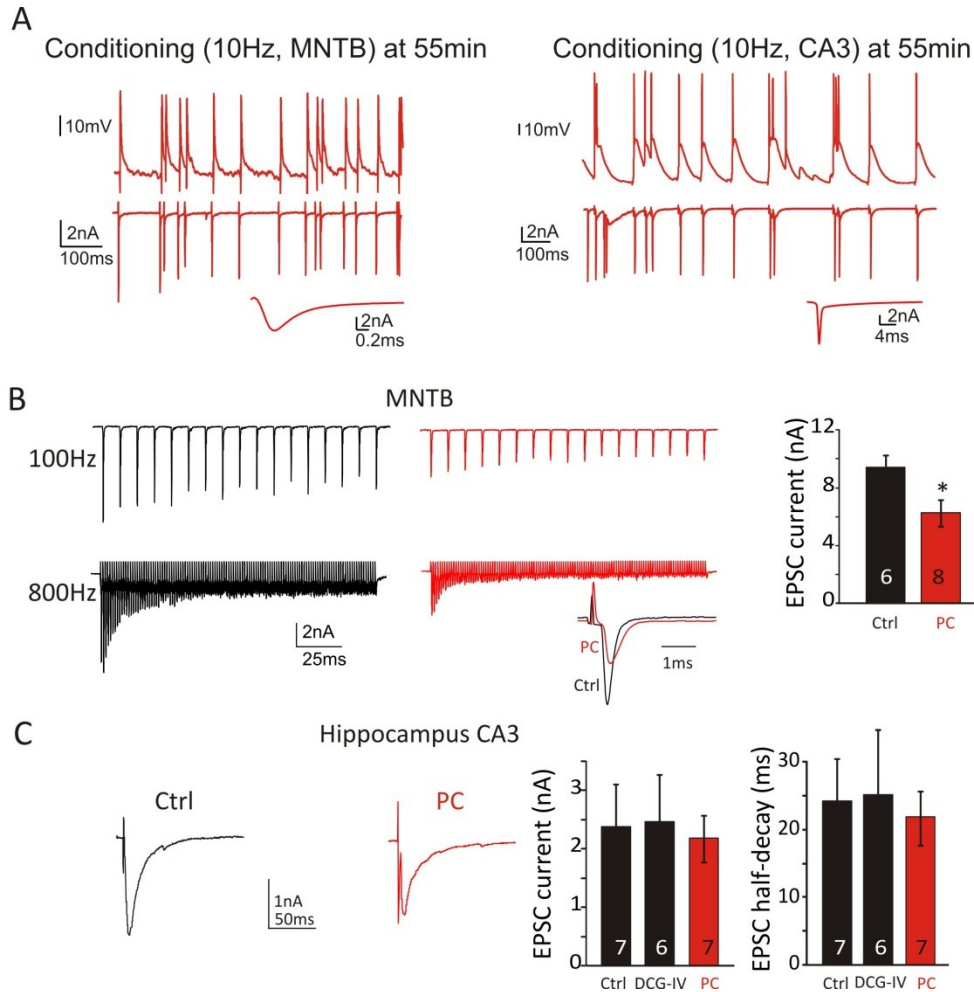 A
Conditioning (10Hz, MNTB) at 55min
Conditioning (10Hz, CA3) at 55min
10mV
10mV
2nA
100ms
2nA
100ms
2nA
0.2ms
2nA
4ms
B
MNTB
100Hz
800Hz
2nA
25ms
PC
Ctrl
1ms
EPSC current (nA)
12
8
4
0
*
6
8
Ctrl
PC
C
Hippocampus CA3
Ctrl
PC
1nA
50ms
EPSC current (nA)
3
2
1
0
7
6
7
Ctrl
DCG-IV
PC
EPSC half-decay (ms)
30
20
10
0
7
6
7
Ctrl
DCG-IV
PC